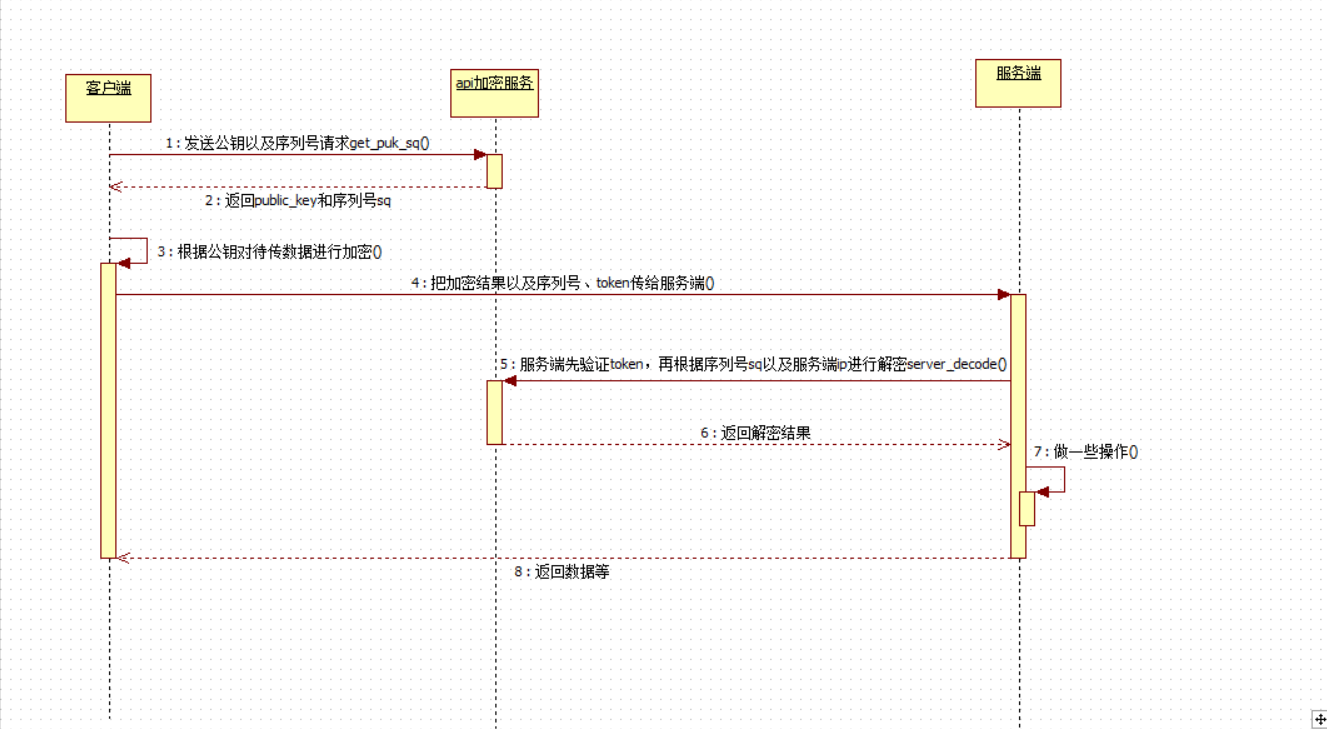 客户端
api加密服务
服务端
1 : 发送公钥以及序列号请求get_puk_sq()
2 : 返回public_key和序列号sq
3 : 根据公钥对待传数据进行加密()
4 : 把加密结果以及序列号、token传给服务端()
5 : 服务端先验证token，再根据序列号sq以及服务端ip进行解密server_decode()
6 : 返回解密结果
7 : 做一些操作()
8 : 返回数据等